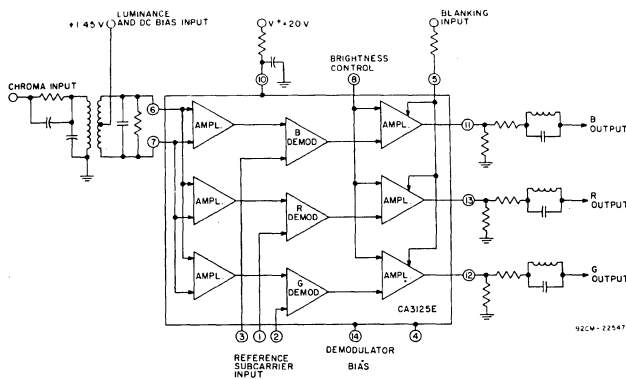 LUMINANCE
AND DC BIAS INPUT
+1.45 V
V+=20V
BLANKING
INPUT
BRIGHTNESS
CONTROL
CHROMA INPUT
10
8
5
6
7
AMPL.
B
DEMOD
AMPL.
11
B
OUTPUT
AMPL.
R
DEMOD
AMPL.
13
R
OUTPUT
AMPL.
G
DEMOD
AMPL.
12
G
OUTPUT
CA3125E
92CM-22547
3
1
2
14
4
REFERENCE
SUBCARRIER
INPUT
DEMODULATOR
BIAS